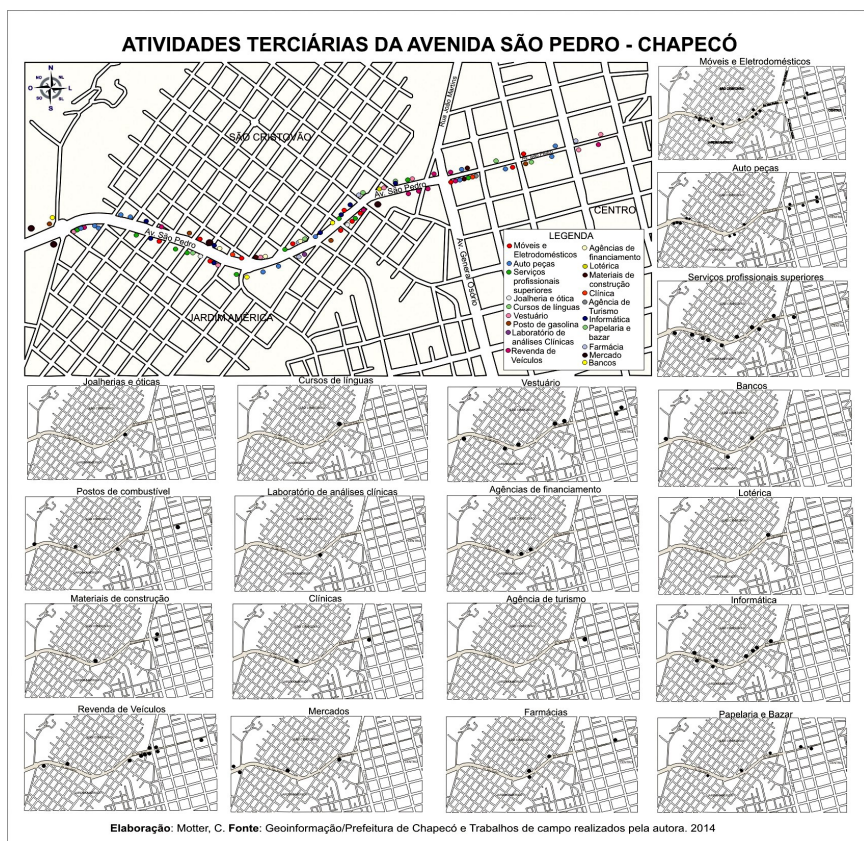 ATIVIDADES TERCIÁRIAS DA AVENIDA SÃO PEDRO - CHAPECÓ
N
NO
O
L
SO
S
SÃO CRISTOVÃO
Rua João Martins
Av. São Pedro
Av. São Pedro
CENTRO
Av. General Osório
JARDIM AMÉRICA
LEGENDA
Móveis e
Eletrodomésticos
Auto peças
Serviços
profissionais
superiores
Joalheria e ótica
Cursos de línguas
Vestuário
Posto de gasolina
Laboratório de
análises Clínicas
Revenda de
Veículos
Agências de
financiamento
Lotérica
Materiais de
construção
Clínica
Agência de
Turismo
Informática
Papelaria e
bazar
Farmácia
Mercado
Bancos
Móveis e Eletrodomésticos
Auto peças
Serviços profissionais superiores
Joalherias e óticas
Cursos de línguas
Vestuário
Bancos
Postos de combustível
Laboratório de análises clínicas
Agências de financiamento
Lotérica
Materiais de construção
Clínicas
Agência de turismo
Informática
Revenda de Veículos
Mercados
Farmácias
Papelaria e Bazar
Elaboração: Motter, C. Fonte: Geoinformação/Prefeitura de Chapecó e Trabalhos de campo realizados pela autora. 2014